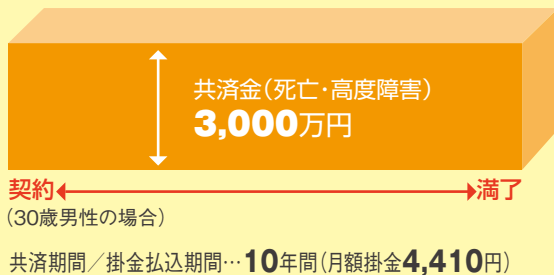 共済金(死亡・高度障害)
3,000万円
契約 満了
(30歳男性の場合)
共済期間／掛金払込期間…10年間(月額掛金4,410円)